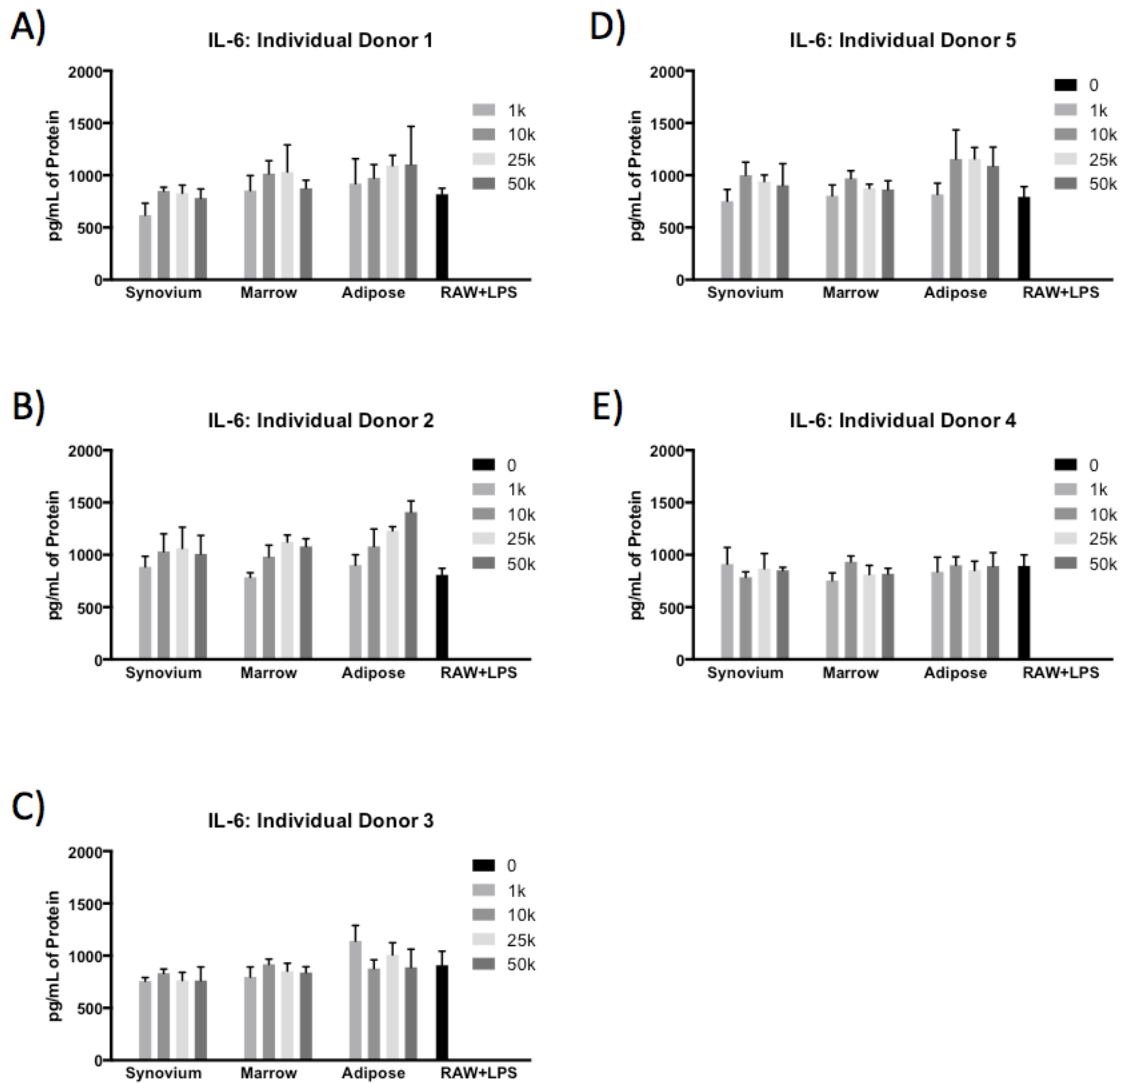 A)
IL-6: Individual Donor 1
pg/mL of Protein
2000
1500
1000
500
0
Synovium Marrow Adipose RAW+LPS
1k
10k
25k
50k
D)
IL-6: Individual Donor 5
pg/mL of Protein
2000
1500
1000
500
0
Synovium Marrow Adipose RAW+LPS
0
1k
10k
25k
50k
B)
IL-6: Individual Donor 2
pg/mL of Protein
2000
1500
1000
500
0
Synovium Marrow Adipose RAW+LPS
0
1k
10k
25k
50k
E)
IL-6: Individual Donor 4
pg/mL of Protein
2000
1500
1000
500
0
Synovium Marrow Adipose RAW+LPS
0
1k
10k
25k
50k
C)
IL-6: Individual Donor 3
pg/mL of Protein
2000
1500
1000
500
0
Synovium Marrow Adipose RAW+LPS
0
1k
10k
25k
50k